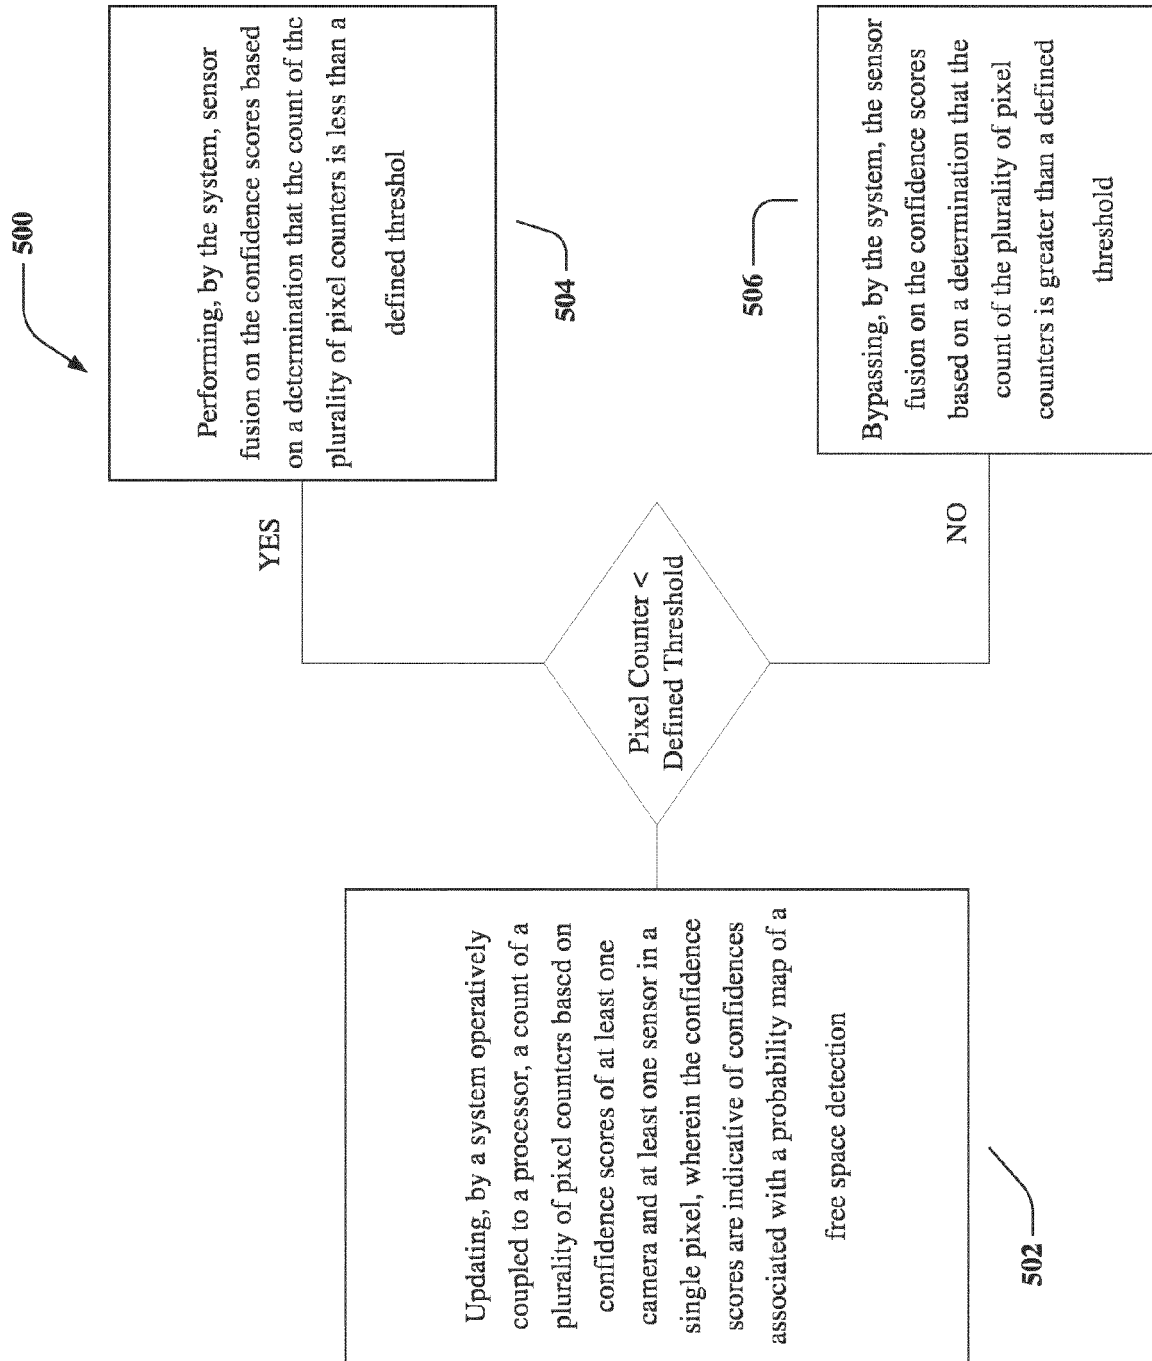 500
Updating, by a system operatively
coupled to a processor, a count of a
plurality of pixel counters based on
confidence scores of at least one
camera and at least one sensor in a
single pixel, wherein the confidence
scores are indicative of confidences
associated with a probability map of a
free space detection
502
Pixel Counter <
Defined Threshold
YES
Performing, by the system, sensor
fusion on the confidence scores based
on a determination that the count of the
plurality of pixel counters is less than a
defined threshol
504
NO
506
Bypassing, by the system, the sensor
fusion on the confidence scores
based on a determination that the
count of the plurality of pixel
counters is greater than a defined
threshold